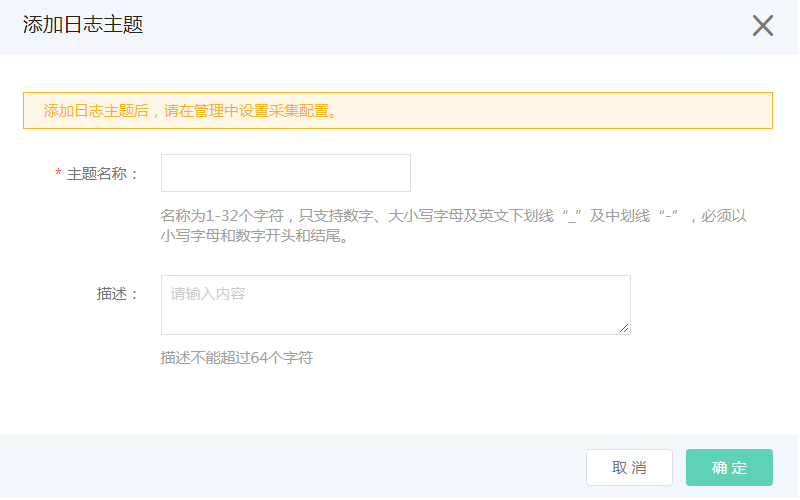 添加日志主题
添加日志主题后，请在管理中设置采集配置。
* 主题名称：
名称为1-32个字符，只支持数字、大小写字母及英文下划线“_”及中划线“-”，必须以
小写字母和数字开头和结尾。
描述：
请输入内容
描述不能超过64个字符
取 消
确 定